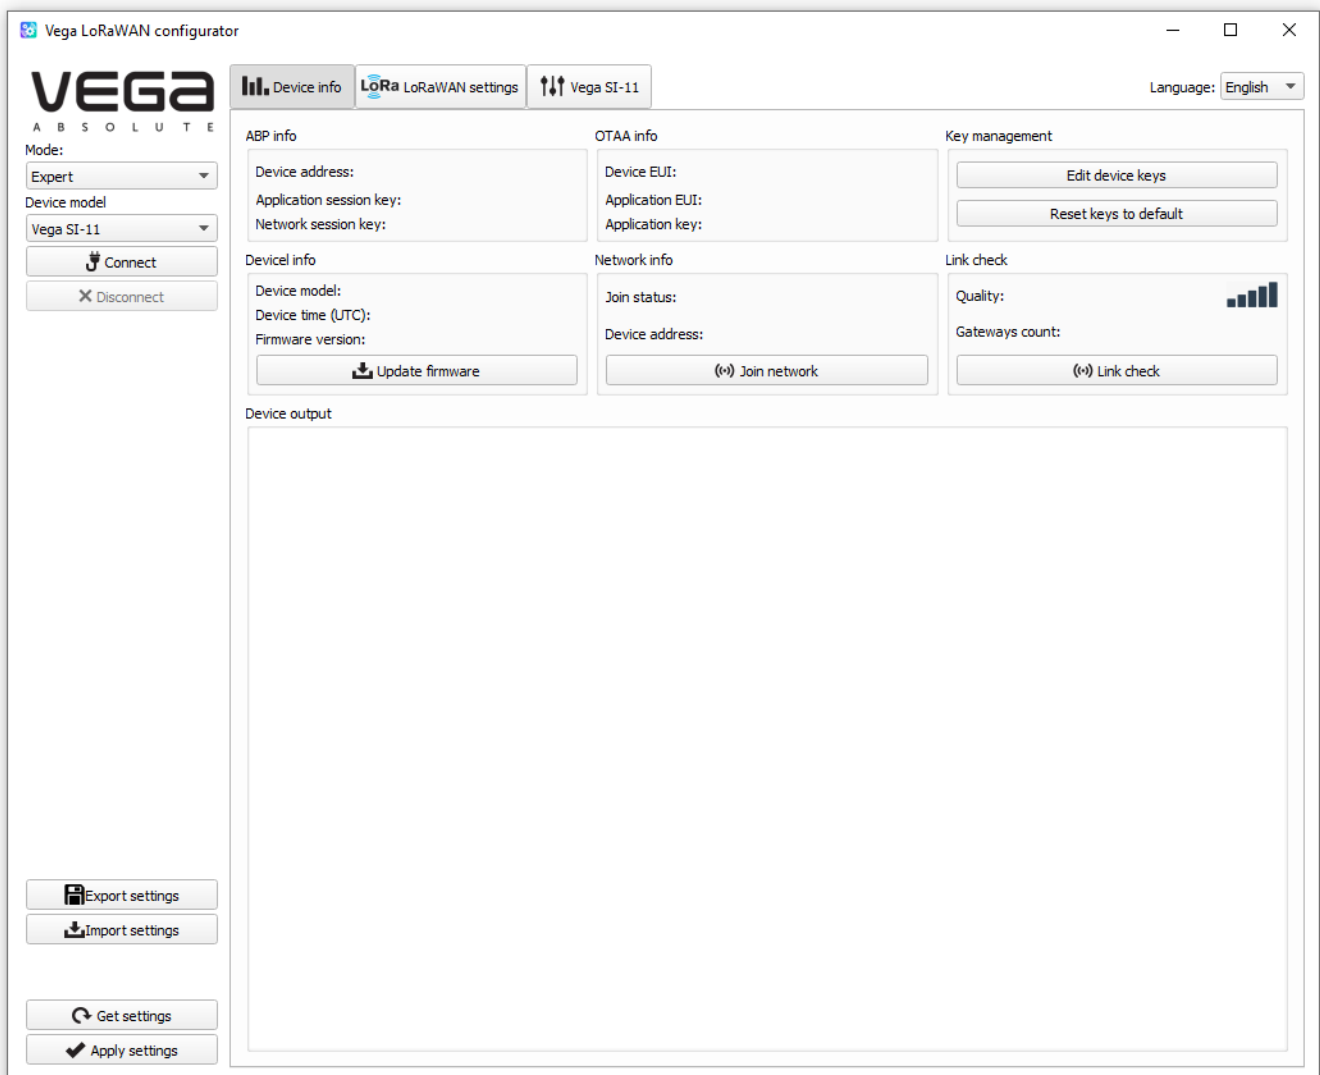 Vega LoRaWAN configurator
VEGA
ABSOLUTE
Mode:
Expert
Device model
Vega SI-11
Connect
Disconnect
Export settings
Import settings
Get settings
Apply settings
Device info
LoRa LoRaWAN settings
Vega SI-11
Language: English
ABP info
Device address:
Application session key:
Network session key:
OTAA info
Device EUI:
Application EUI:
Application key:
Key management
Edit device keys
Reset keys to default
Devicel info
Device model:
Device time (UTC):
Firmware version:
Update firmware
Network info
Join status:
Device address:
Join network
Link check
Quality:
Gateways count:
Link check
Device output